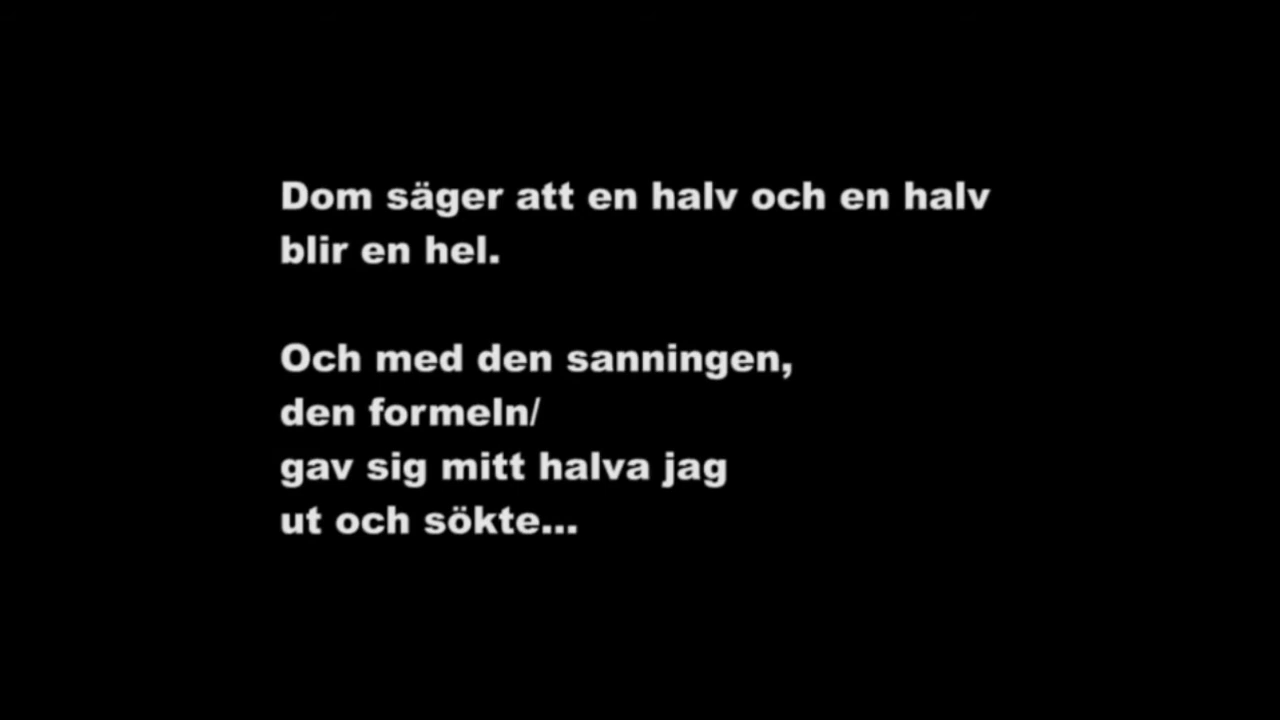 Dom säger att en halv och en halv
blir en hel.
Och med den sanningen,
den formeln/
gav sig mitt halva jag
ut och sökte...